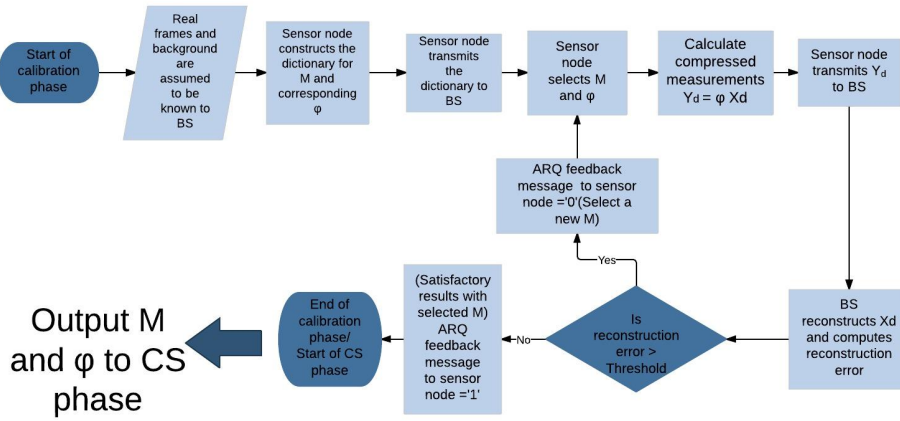 Start of
calibration
phase
Real
frames and
background
are
assumed
to be
known to
BS
Sensor node
constructs the
dictionary for
M and
corresponding
φ
Sensor node
transmits
the
dictionary to
BS
Sensor
node
selects M
and φ
Calculate
compressed
measurements
Yd = φ Xd
Sensor node
transmits Yd
to BS
ARQ feedback
message to sensor
node ='0'(Select a
new M)
Yes
BS
reconstructs Xd
and computes
reconstruction
error
Is
reconstruction
error >
Threshold
No
(Satisfactory
results with
selected M)
ARQ
feedback
message
to sensor
node ='1'
End of
calibration
phase/
Start of CS
phase
Output M
and φ to CS
phase